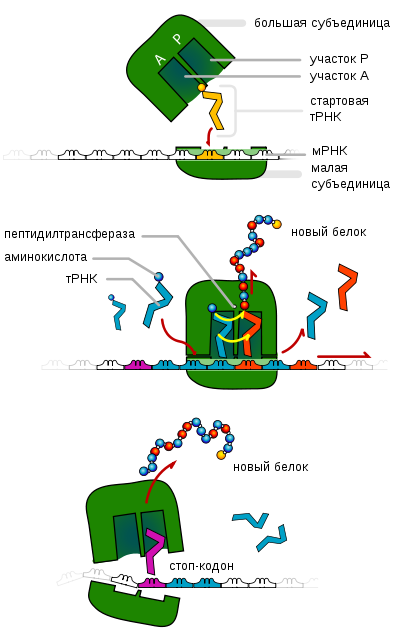 большая субъединица
P
A
участок P
участок A
стартовая
тРНК
мРНК
малая
субъединица
пептидилтрансфераза
аминокислота
тРНК
новый белок
новый белок
стоп-кодон